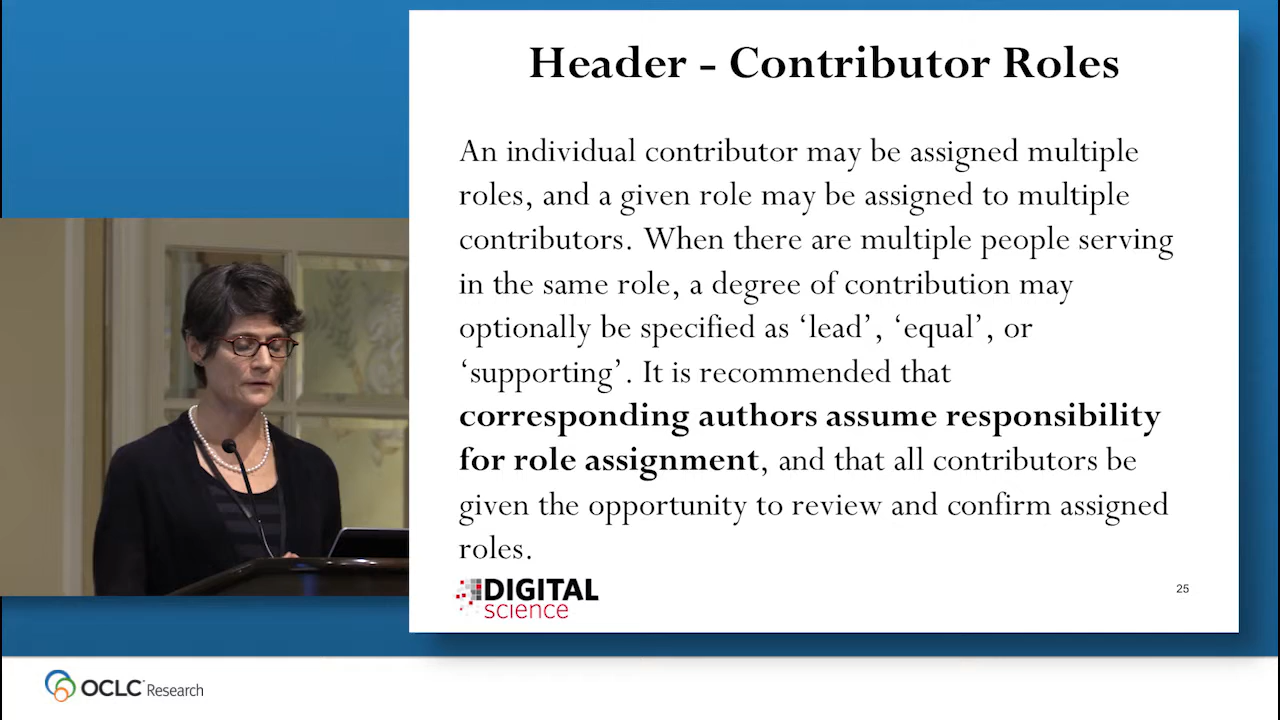 Header - Contributor Roles
An individual contributor may be assigned multiple
roles, and a given role may be assigned to multiple
contributors. When there are multiple people serving
in the same role, a degree of contribution may
optionally be specified as ‘lead’, ‘equal’, or
‘supporting’. It is recommended that
corresponding authors assume responsibility
for role assignment, and that all contributors be
given the opportunity to review and confirm assigned
roles.
DIGITAL
science
25
OCLC Research